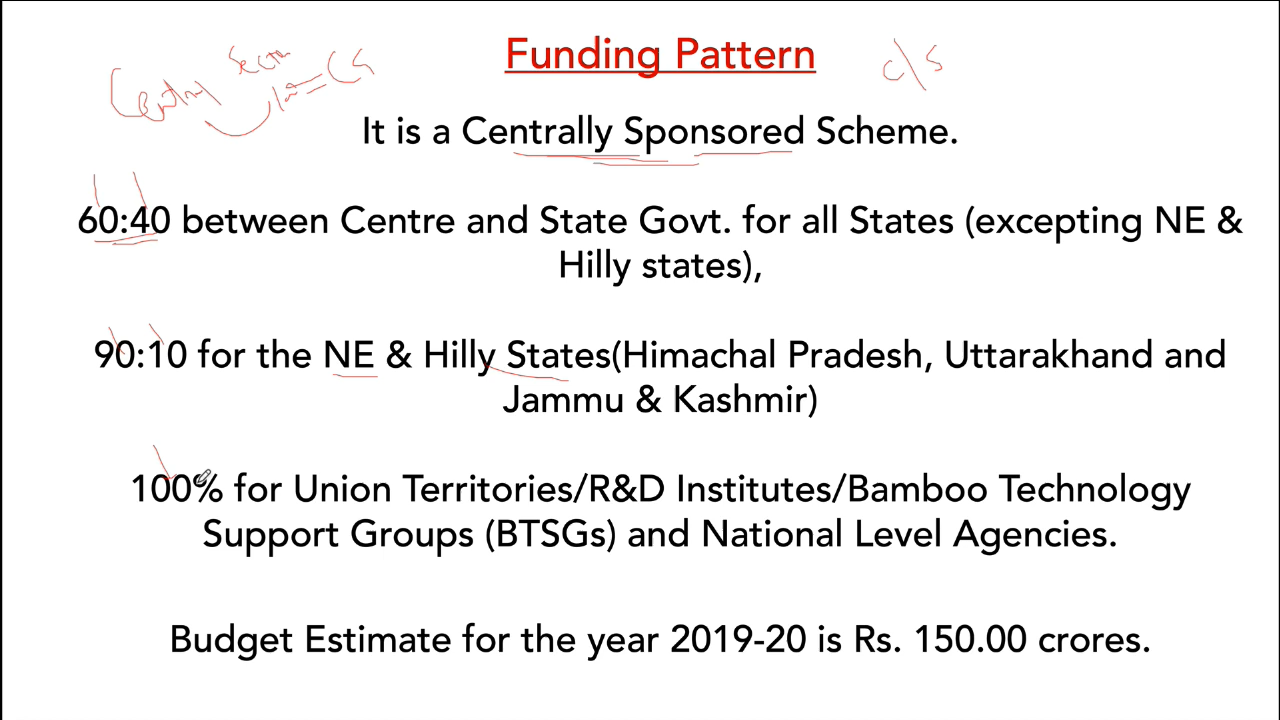 Funding Pattern
C/S
Central
CS
It is a Centrally Sponsored Scheme.
60:40 between Centre and State Govt. for all States (excepting NE &
Hilly states),
90:10 for the NE & Hilly States(Himachal Pradesh, Uttarakhand and
Jammu & Kashmir)
100% for Union Territories/R&D Institutes/Bamboo Technology
Support Groups (BTSGs) and National Level Agencies.
Budget Estimate for the year 2019-20 is Rs. 150.00 crores.